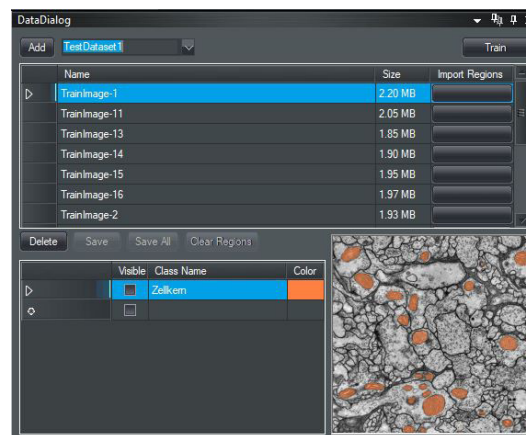 DataDialog
Add TestDataset1 Train
Name Size Import Regions
TrainImage-1 2.20 MB
TrainImage-11 2.05 MB
TrainImage-13 1.85 MB
TrainImage-14 1.90 MB
TrainImage-15 1.95 MB
TrainImage-16 1.97 MB
TrainImage-2 1.93 MB
Delete Save Save All Clear Regions
Visible Class Name Color
Zellkern